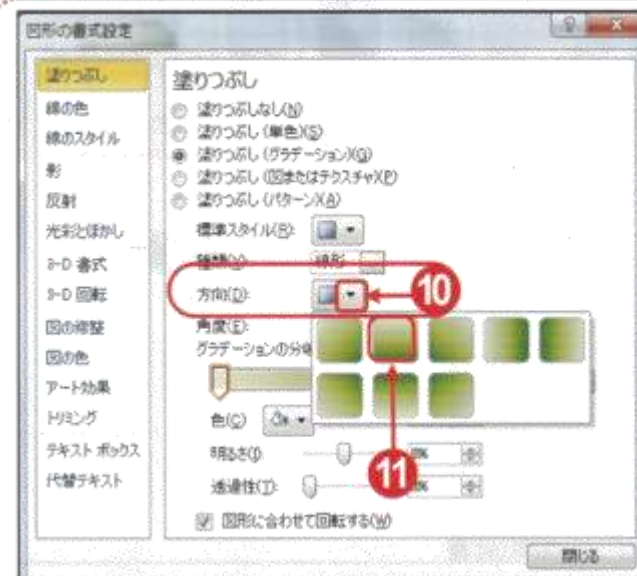 図形の書式設定
塗りつぶし
線の色
線のスタイル
影
反射
光彩とぼかし
3-D 書式
3-D 回転
図の修整
図の色
アート効果
トリミング
テキスト ボックス
代替テキスト
塗りつぶし
塗りつぶしなし(N)
塗りつぶし (単色)(S)
塗りつぶし (グラデーション)(G)
塗りつぶし (図またはテクスチャ)(P)
塗りつぶし (パターン)(A)
標準スタイル(R):
種類(Y): 線形
方向(D):
10
角度(E):
グラデーションの分岐
色(C)
明るさ(I)
11
透過性(T):
図形に合わせて回転する(W)
閉じる